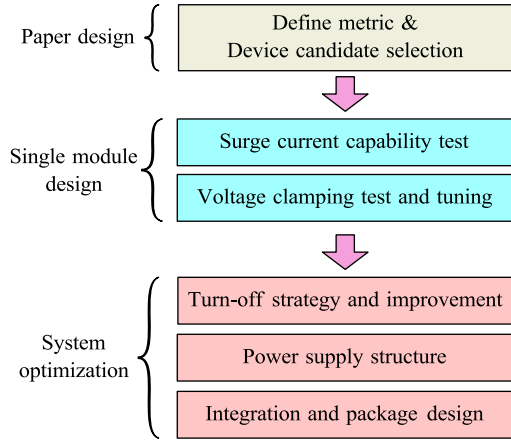 Paper design
Define metric &
Device candidate selection
Single module
design
Surge current capability test
Voltage clamping test and tuning
System
optimization
Turn-off strategy and improvement
Power supply structure
Integration and package design